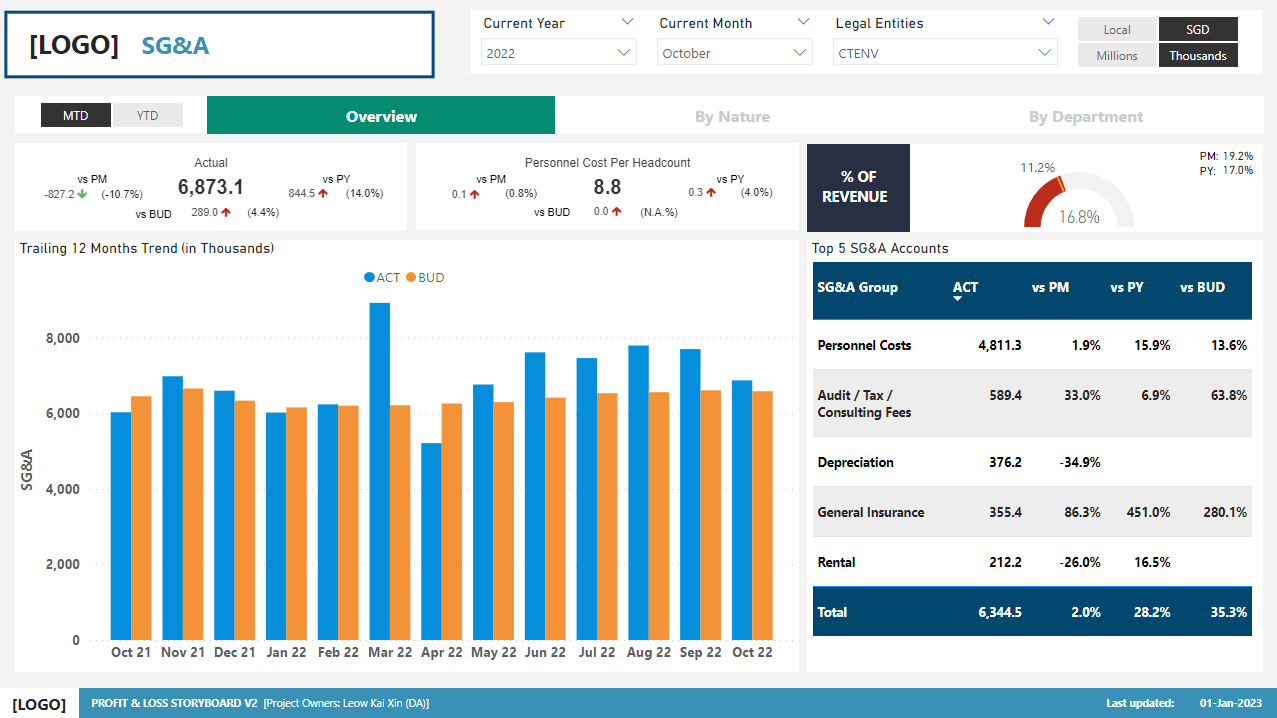 [LOGO] SG&A
Current Year
2022
Current Month
October
Legal Entities
CTENV
Local
SGD
Millions
Thousands
MTD
YTD
Overview
By Nature
By Department
Actual
vs PM
-827.2 (-10.7%)
6,873.1
vs PY
844.5 (14.0%)
vs BUD 289.0 (4.4%)
Personnel Cost Per Headcount
vs PM
0.1 (0.8%)
8.8
vs PY
0.3 (4.0%)
vs BUD 0.0 (N.A.%)
% OF
REVENUE
11.2%
16.8%
PM: 19.2%
PY: 17.0%
Trailing 12 Months Trend (in Thousands)
ACT BUD
SG&A
8,000
6,000
4,000
2,000
0
Oct 21 Nov 21 Dec 21 Jan 22 Feb 22 Mar 22 Apr 22 May 22 Jun 22 Jul 22 Aug 22 Sep 22 Oct 22
Top 5 SG&A Accounts
SG&A Group ACT vs PM vs PY vs BUD
Personnel Costs 4,811.3 1.9% 15.9% 13.6%
Audit / Tax / 589.4 33.0% 6.9% 63.8%
Consulting Fees
Depreciation 376.2 -34.9%
General Insurance 355.4 86.3% 451.0% 280.1%
Rental 212.2 -26.0% 16.5%
Total 6,344.5 2.0% 28.2% 35.3%
[LOGO]
PROFIT & LOSS STORYBOARD V2 [Project Owners: Leow Kai Xin (DA)]
Last updated: 01-Jan-2023